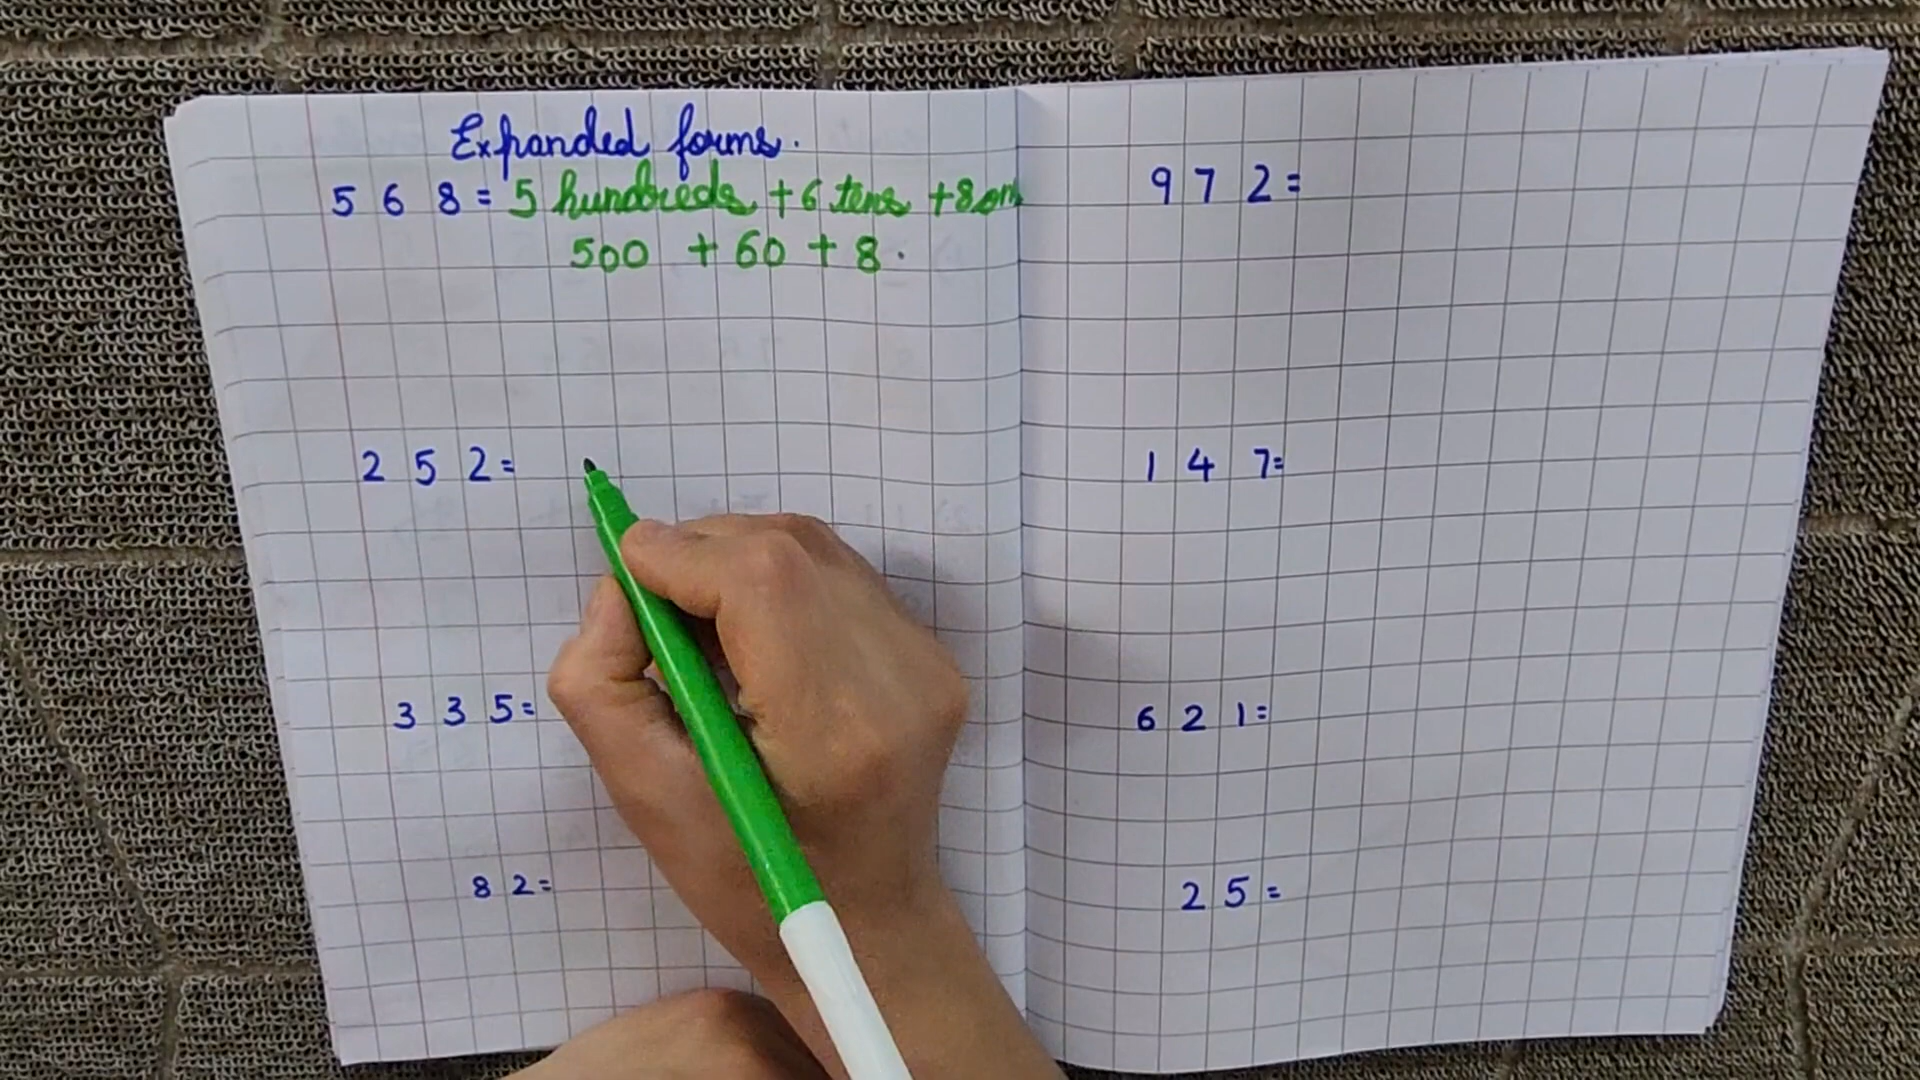 Expanded forms.
5 6 8 = 5 hundreds + 6 tens + 8 ons
500 + 60 + 8.
2 5 2 =
3 3 5 =
8 2 =
9 7 2 =
1 4 7 =
6 2 1 =
2 5 =